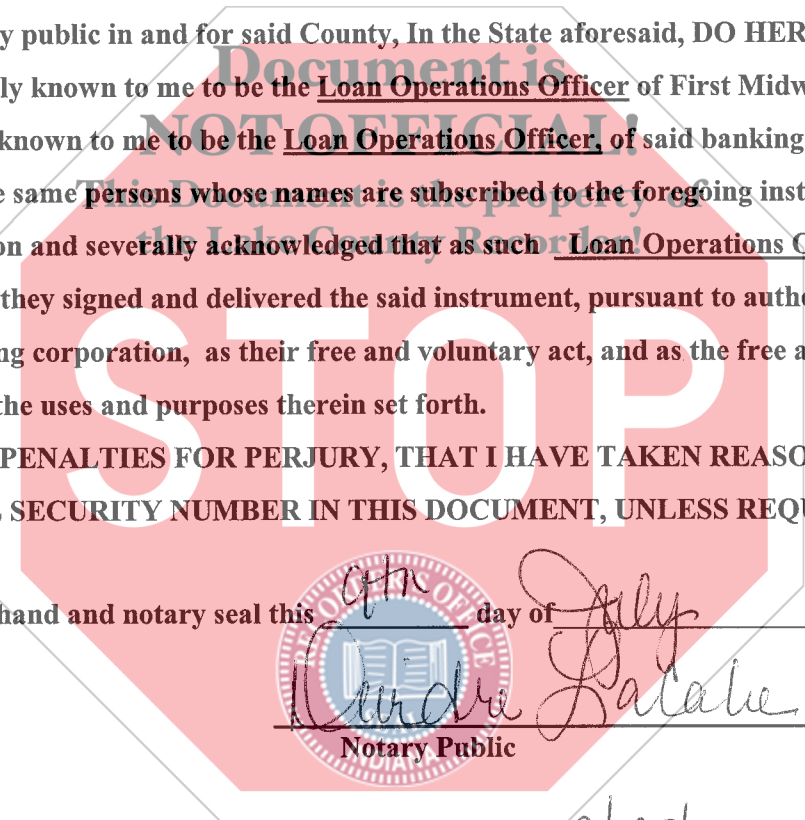 y public in and for said County, In the State aforesaid, DO HER
Document is
ly known to me to be the Loan Operations Officer of First Midw
NOT OFFICIAL!
known to me to be the Loan Operations Officer, of said banking
This Document is the property of
e same persons whose names are subscribed to the foregoing inst
the Lake County Recorder!
on and severally acknowledged that as such Loan Operations O
they signed and delivered the said instrument, pursuant to autho
ng corporation, as their free and voluntary act, and as the free a
STOP
the uses and purposes therein set forth.
PENALTIES FOR PERJURY, THAT I HAVE TAKEN REASO
SECURITY NUMBER IN THIS DOCUMENT, UNLESS REQU
hand and notary seal this 9th day of July
RECORDER'S OFFICE
Deirdre
Notary Public
INDIANA